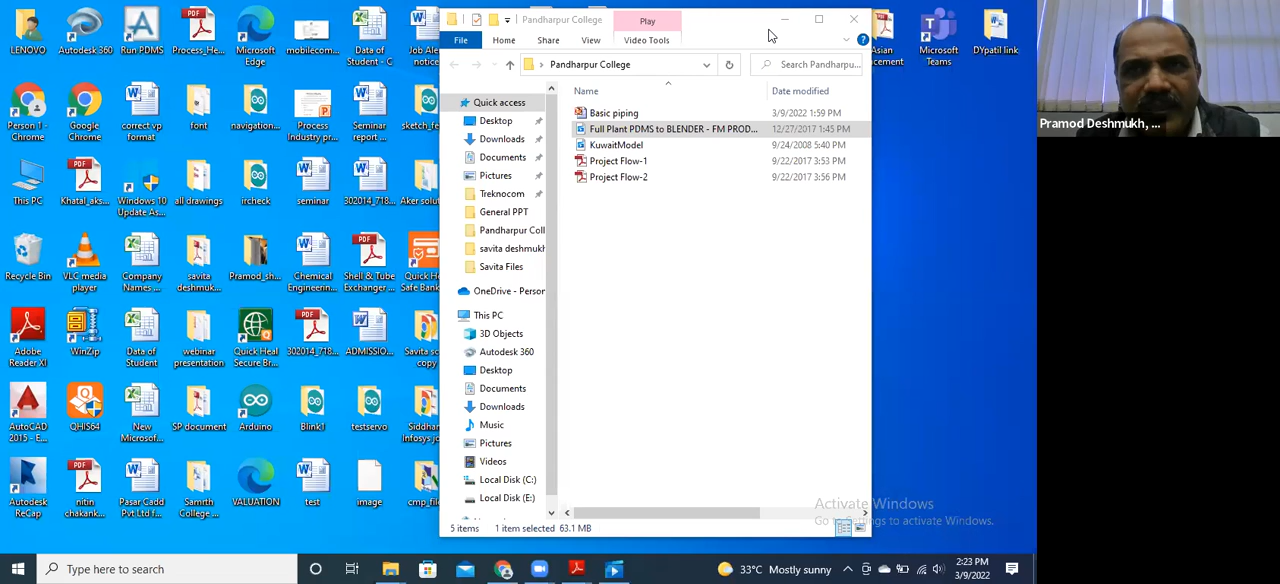 Pandharpur College
Play
File
Home
Share
View
Video Tools
Pandharpur College
Search Pandharpu...
Name
Date modified
Quick access
Desktop
Downloads
Documents
Pictures
Treknocom
General PPT
Pandharpur Coll
savita deshmukh
Savita Files
OneDrive - Person
This PC
3D Objects
Autodesk 360
Desktop
Documents
Downloads
Music
Pictures
Videos
Local Disk (C:)
Local Disk (E:)
Basic piping
3/9/2022 1:59 PM
Full Plant PDMS to BLENDER - FM PROD...
12/27/2017 1:45 PM
KuwaitModel
9/24/2008 5:40 PM
Project Flow-1
9/22/2017 3:53 PM
Project Flow-2
9/22/2017 3:56 PM
5 items
1 item selected 63.1 MB
Activate Windows
Go to Settings to activate Windows.
LENOVO
Autodesk 360
Run PDMS
Process_He...
Microsoft
Edge
mobilecom...
Data of
Student - C
Job Ale
notice
Asian
Microsoft
Teams
DYpatil link
Pramod Deshmukh, ...
Person 1 -
Chrome
Google
Chrome
correct.vp
format
font
navigation...
Process
Industry pr...
Seminar
report ...
sketch_fe
This PC
Khatal_aks...
Windows 10
Update As...
all drawings
ircheck
seminar
302014_718...
Aker solut
Recycle Bin
VLC media
player
Company
Names ...
savita
deshmuk...
Pramod_sh...
Chemical
Engineering...
Shell & Tube
Exchanger ...
Quick He
Safe Bank
Adobe
Reader XI
WinZip
Data of
Student
webinar
presentation
Quick Heal
Secure Br...
302014_718...
ADMISSIO...
Savita sc
copy
AutoCAD
2015 - E...
QHIS64
New
Microsof...
SP document
Arduino
Blink1
testservo
Siddhar
Infosys jo
Autodesk
ReCap
nitin
chakank...
Pasar Cadd
Pvt Ltd f...
Samrth
College ...
VALUATION
test
image
cmp_file
Type here to search
33°C Mostly sunny
2:23 PM
3/9/2022